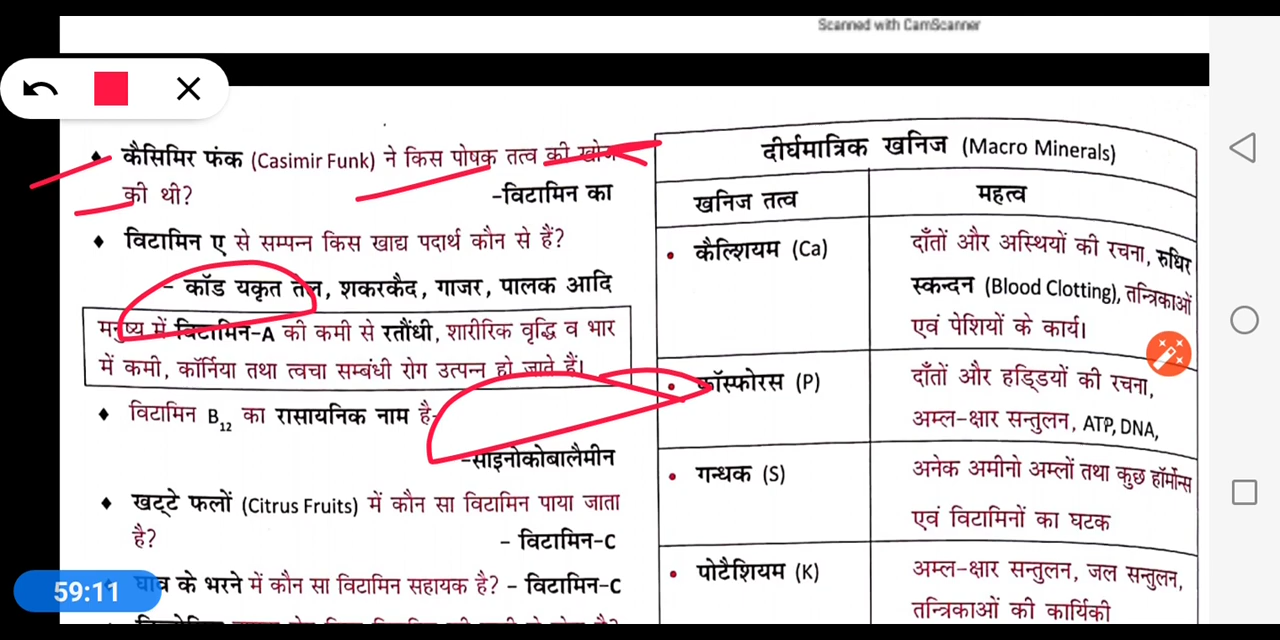 Scanned with CamScanner
♦ कैसिमिर फंक (Casimir Funk) ने किस पोषक तत्व की खोज
की थी? -विटामिन का
♦ विटामिन ए से सम्पन्न किस खाद्य पदार्थ कौन से हैं?
- कॉड यकृत तेल, शकरकैद, गाजर, पालक आदि
मनुष्य में विटामिन-A की कमी से रतौंधी, शारीरिक वृद्धि व भार
में कमी, कॉर्निया तथा त्वचा सम्बंधी रोग उत्पन्न हो जाते हैं।
♦ विटामिन B12 का रासायनिक नाम है-
-साइनोकोबालैमीन
♦ खट्टे फलों (Citrus Fruits) में कौन सा विटामिन पाया जाता
है? - विटामिन-C
घाव के भरने में कौन सा विटामिन सहायक है? - विटामिन-C
59:11
दीर्घमात्रिक खनिज (Macro Minerals)
खनिज तत्व महत्व
• कैल्शियम (Ca) दाँतों और अस्थियों की रचना, रुधिर
स्कन्दन (Blood Clotting), तन्त्रिकाओं
एवं पेशियों के कार्य।
• फॉस्फोरस (P) दाँतों और हड्डियों की रचना,
अम्ल-क्षार सन्तुलन, ATP, DNA,
• गन्धक (S) अनेक अमीनो अम्लों तथा कुछ हॉर्मोन्स
एवं विटामिनों का घटक
• पोटैशियम (K) अम्ल-क्षार सन्तुलन, जल सन्तुलन,
तन्त्रिकाओं की कार्यिकी